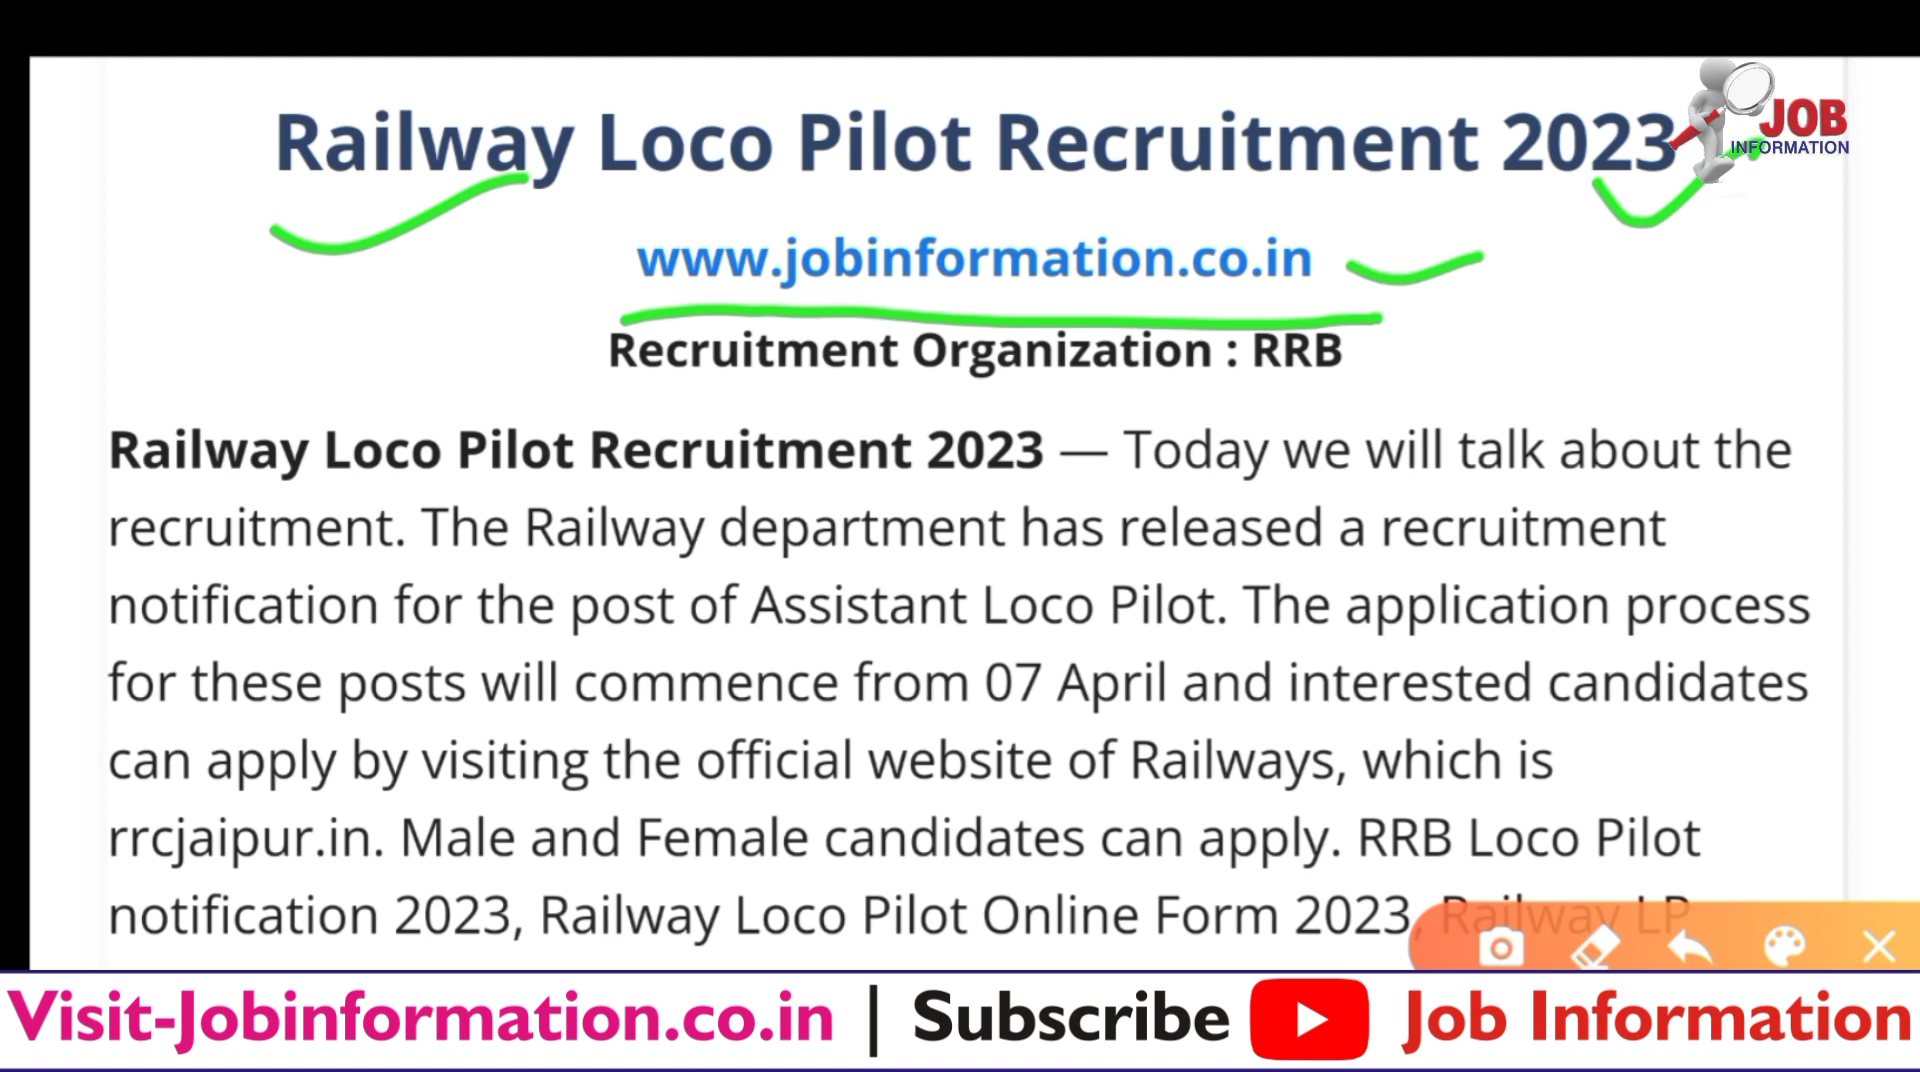 Railway Loco Pilot Recruitment 2023
JOB
INFORMATION
www.jobinformation.co.in
Recruitment Organization : RRB
Railway Loco Pilot Recruitment 2023 — Today we will talk about the
recruitment. The Railway department has released a recruitment
notification for the post of Assistant Loco Pilot. The application process
for these posts will commence from 07 April and interested candidates
can apply by visiting the official website of Railways, which is
rrcjaipur.in. Male and Female candidates can apply. RRB Loco Pilot
notification 2023, Railway Loco Pilot Online Form 2023, Railway LP
Visit-Jobinformation.co.in | Subscribe Job Information